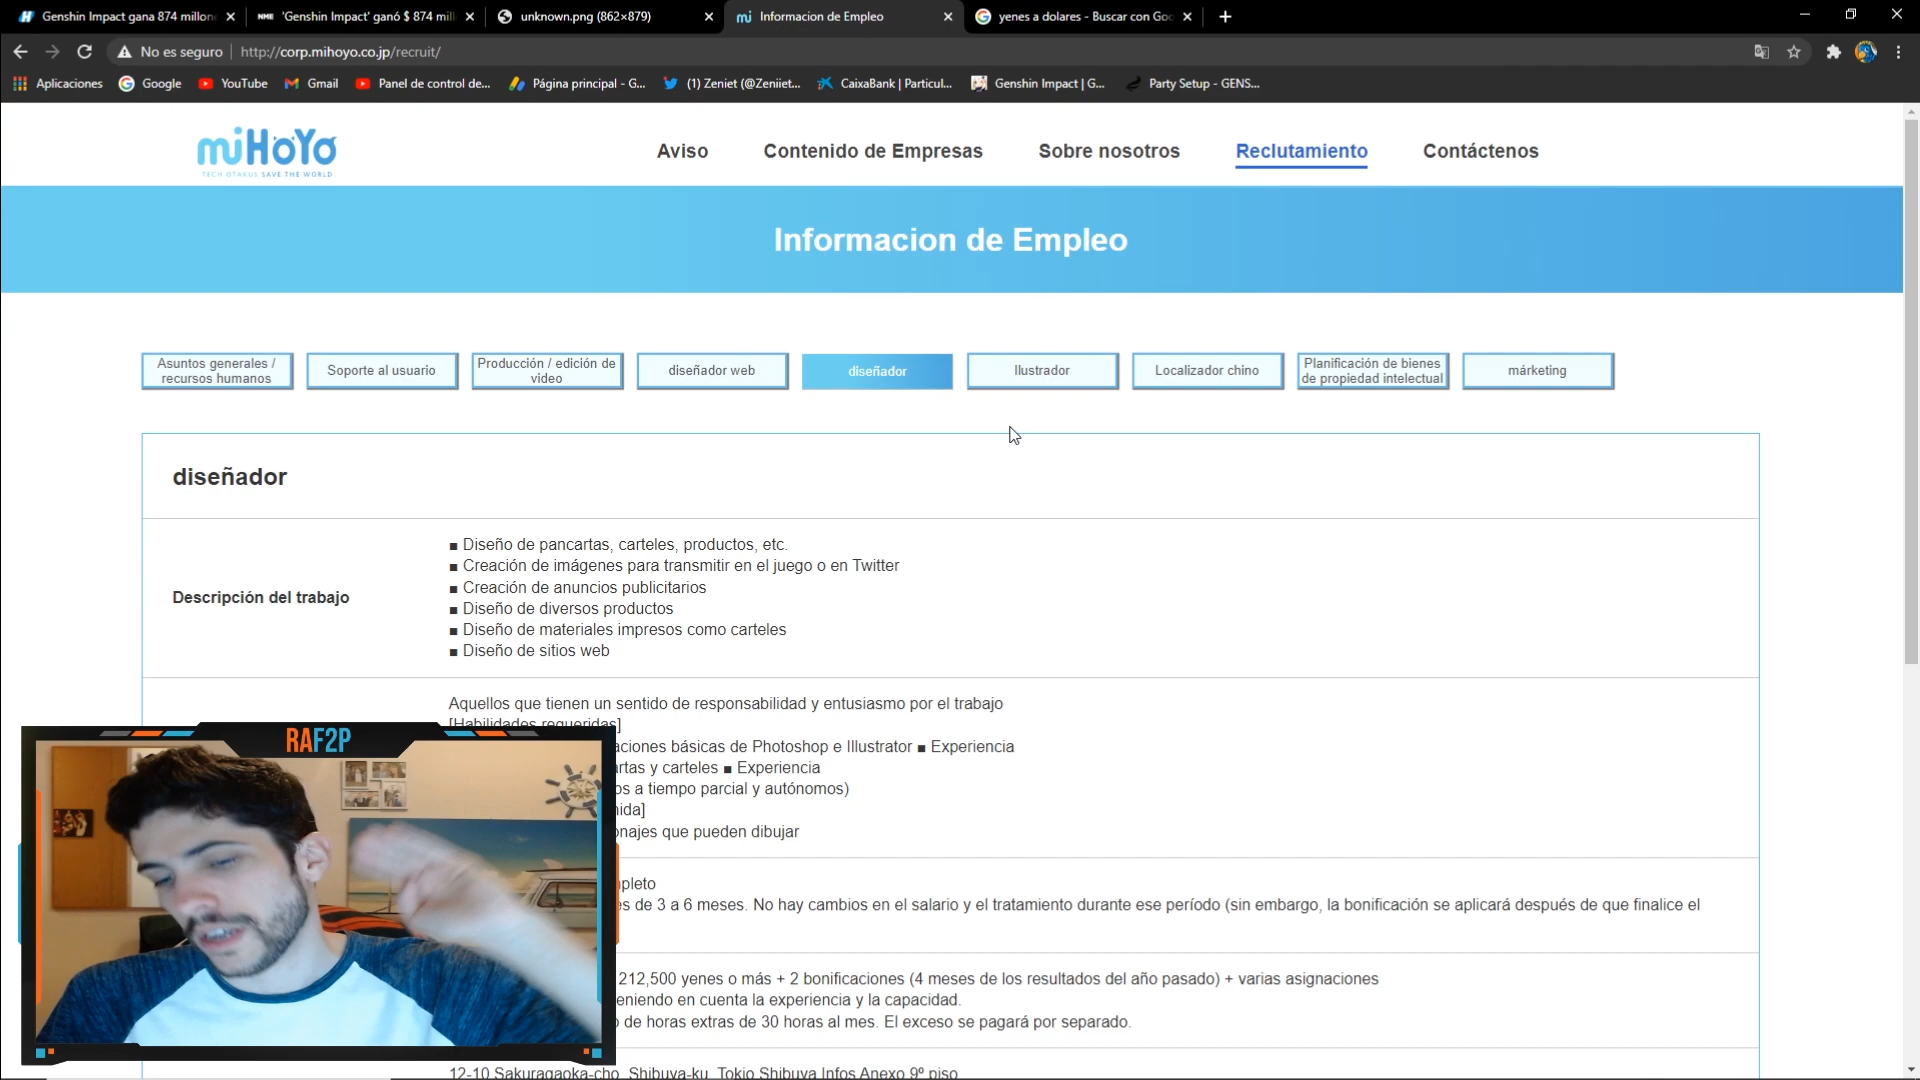 Genshin Impact gana 874 millon
'Genshin Impact' ganó $ 874 mil
unknown.png (862×879)
Informacion de Empleo
yenes a dolares - Buscar con Goo
No es seguro
http://corp.mihoyo.co.jp/recruit/
Aplicaciones
Google
YouTube
Gmail
Panel de control de...
Página principal - G...
(1) Zeniet (@Zeniiet...
CaixaBank | Particul...
Genshin Impact | G...
Party Setup - GENS...
miHoYo
TECH OTAKUS SAVE THE WORLD
Aviso
Contenido de Empresas
Sobre nosotros
Reclutamiento
Contáctenos
Informacion de Empleo
Asuntos generales /
recursos humanos
Soporte al usuario
Producción / edición de
video
diseñador web
diseñador
Ilustrador
Localizador chino
Planificación de bienes
de propiedad intelectual
márketing
diseñador
Descripción del trabajo
■ Diseño de pancartas, carteles, productos, etc.
■ Creación de imágenes para transmitir en el juego o en Twitter
■ Creación de anuncios publicitarios
■ Diseño de diversos productos
■ Diseño de materiales impresos como carteles
■ Diseño de sitios web
Aquellos que tienen un sentido de responsabilidad y entusiasmo por el trabajo
[Habilidades requeridas]
aciones básicas de Photoshop e Illustrator ■ Experiencia
rtas y carteles ■ Experiencia
os a tiempo parcial y autónomos)
nida]
onajes que pueden dibujar
RAF2P
pleto
s de 3 a 6 meses. No hay cambios en el salario y el tratamiento durante ese período (sin embargo, la bonificación se aplicará después de que finalice el
212,500 yenes o más + 2 bonificaciones (4 meses de los resultados del año pasado) + varias asignaciones
eniendo en cuenta la experiencia y la capacidad.
de horas extras de 30 horas al mes. El exceso se pagará por separado.
12-10 Sakuragaoka-cho, Shibuya-ku, Tokio Shibuya Infos Anexo 9º piso